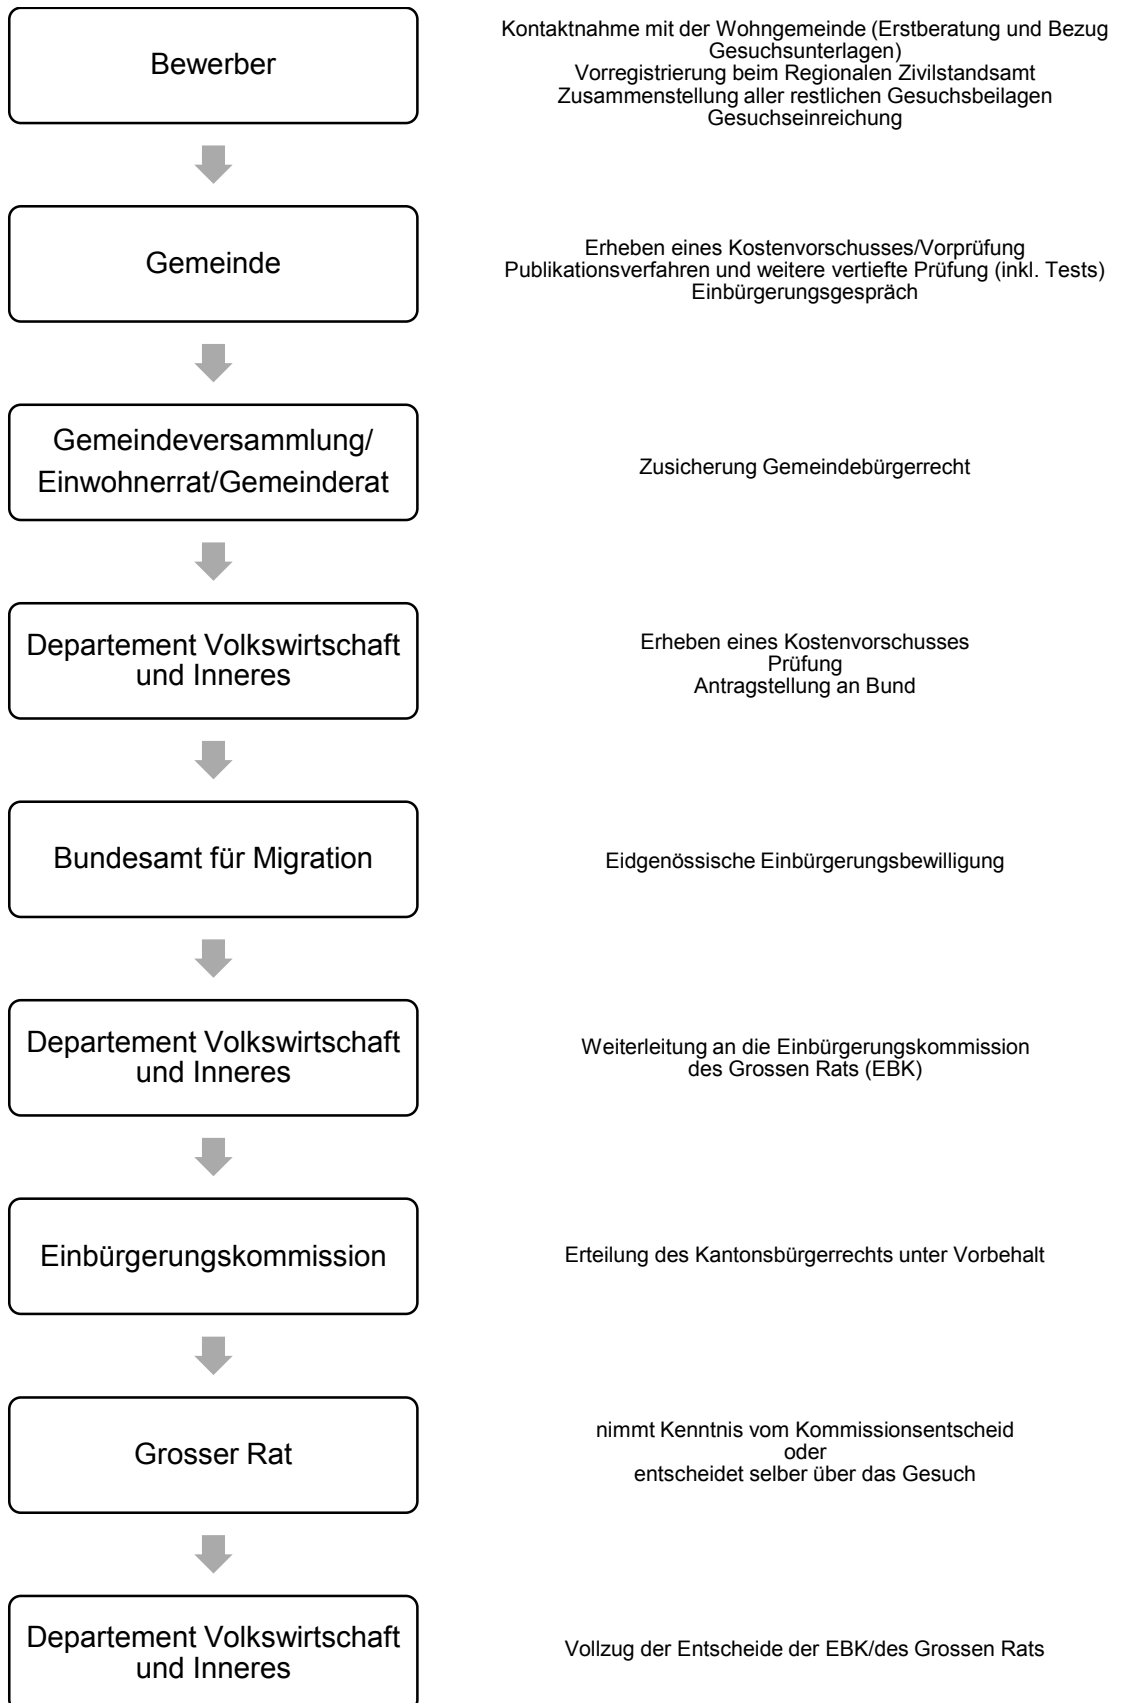 Bewerber
Kontaktnahme mit der Wohngemeinde (Erstberatung und Bezug
Gesuchsunterlagen)
Vorregistrierung beim Regionalen Zivilstandsamt
Zusammenstellung aller restlichen Gesuchsbeilagen
Gesuchseinreichung
Gemeinde
Erheben eines Kostenvorschusses/Vorprüfung
Publikationsverfahren und weitere vertiefte Prüfung (inkl. Tests)
Einbürgerungsgespräch
Gemeindeversammlung/
Einwohnerrat/Gemeinderat
Zusicherung Gemeindebürgerrecht
Departement Volkswirtschaft
und Inneres
Erheben eines Kostenvorschusses
Prüfung
Antragstellung an Bund
Bundesamt für Migration
Eidgenössische Einbürgerungsbewilligung
Departement Volkswirtschaft
und Inneres
Weiterleitung an die Einbürgerungskommission
des Grossen Rats (EBK)
Einbürgerungskommission
Erteilung des Kantonsbürgerrechts unter Vorbehalt
Grosser Rat
nimmt Kenntnis vom Kommissionsentscheid
oder
entscheidet selber über das Gesuch
Departement Volkswirtschaft
und Inneres
Vollzug der Entscheide der EBK/des Grossen Rats